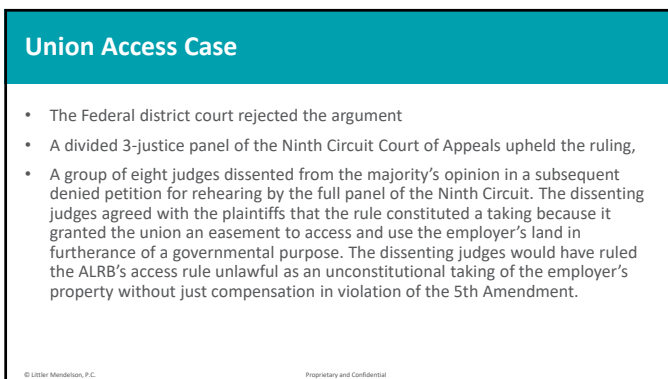 Union Access Case
• The Federal district court rejected the argument
• A divided 3-justice panel of the Ninth Circuit Court of Appeals upheld the ruling,
• A group of eight judges dissented from the majority’s opinion in a subsequent
denied petition for rehearing by the full panel of the Ninth Circuit. The dissenting
judges agreed with the plaintiffs that the rule constituted a taking because it
granted the union an easement to access and use the employer’s land in
furtherance of a governmental purpose. The dissenting judges would have ruled
the ALRB’s access rule unlawful as an unconstitutional taking of the employer’s
property without just compensation in violation of the 5th Amendment.
© Littler Mendelson, P.C. Proprietary and Confidential